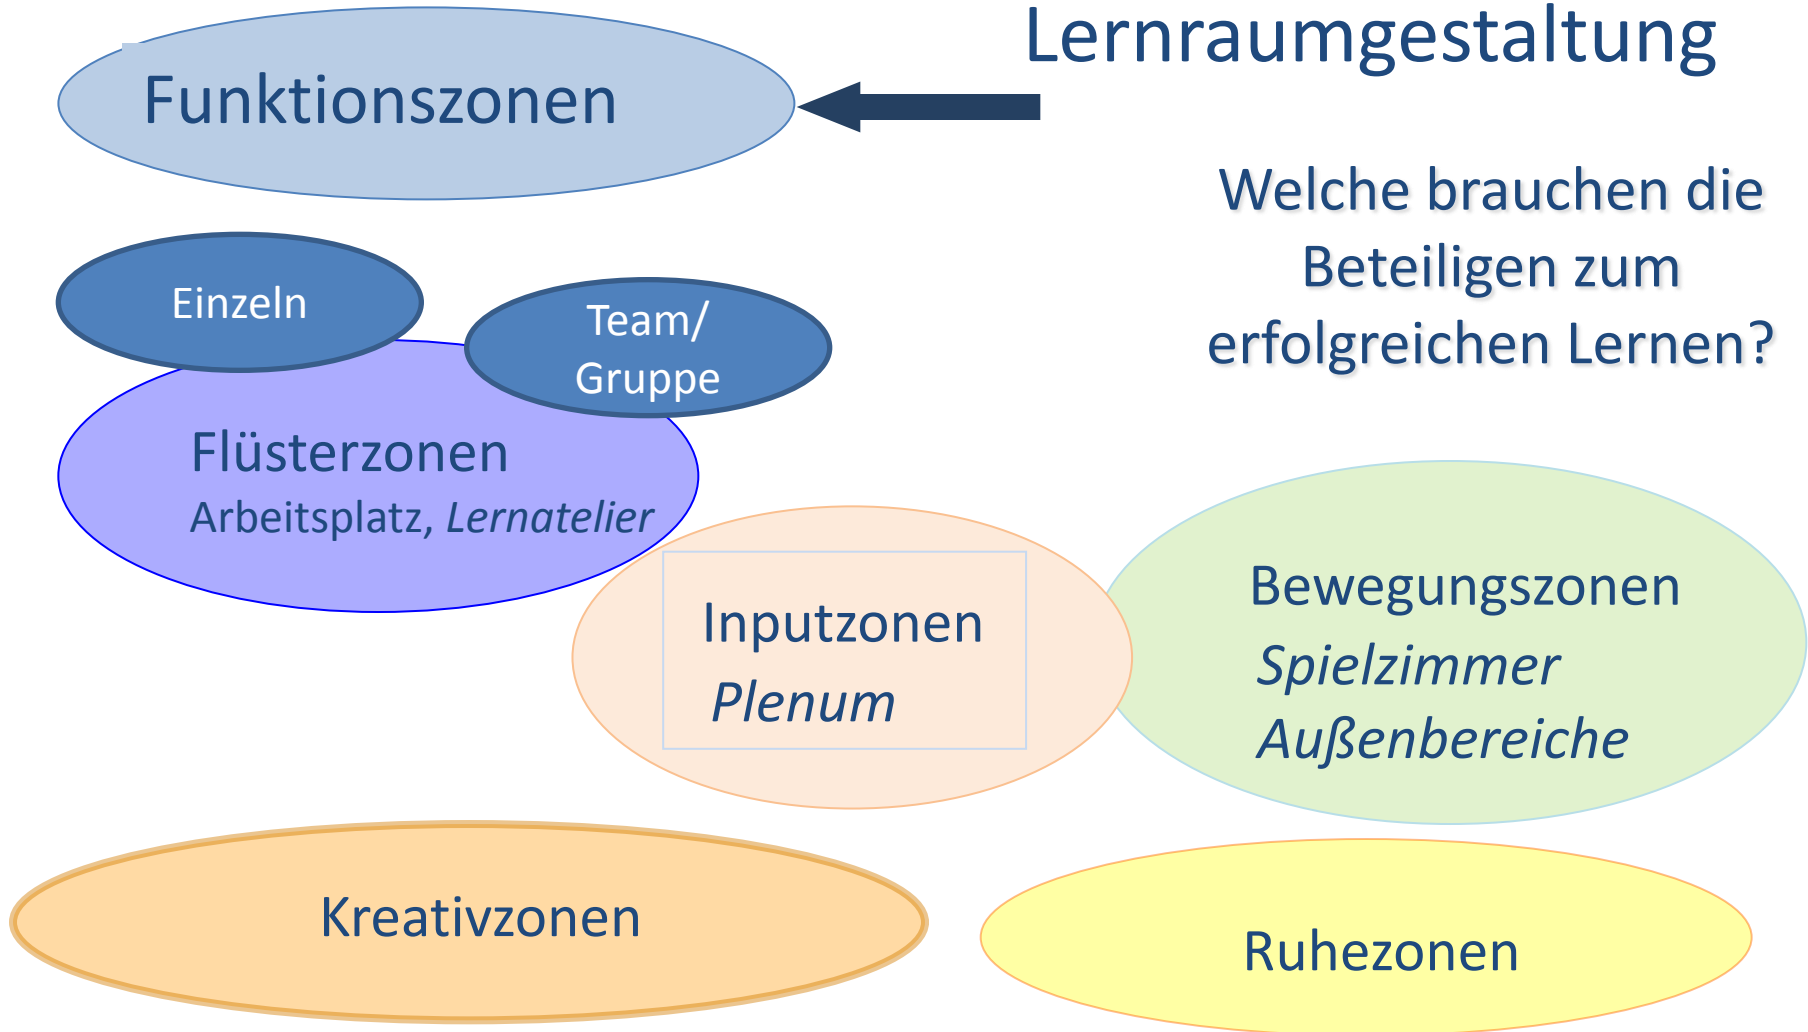 Lernraumgestaltung
Funktionszonen
Welche brauchen die
Beteiligen zum
erfolgreichen Lernen?
Einzeln
Team/
Gruppe
Flüsterzonen
Arbeitsplatz, Lernatelier
Inputzonen
Plenum
Bewegungszonen
Spielzimmer
Außenbereiche
Kreativzonen
Ruhezonen